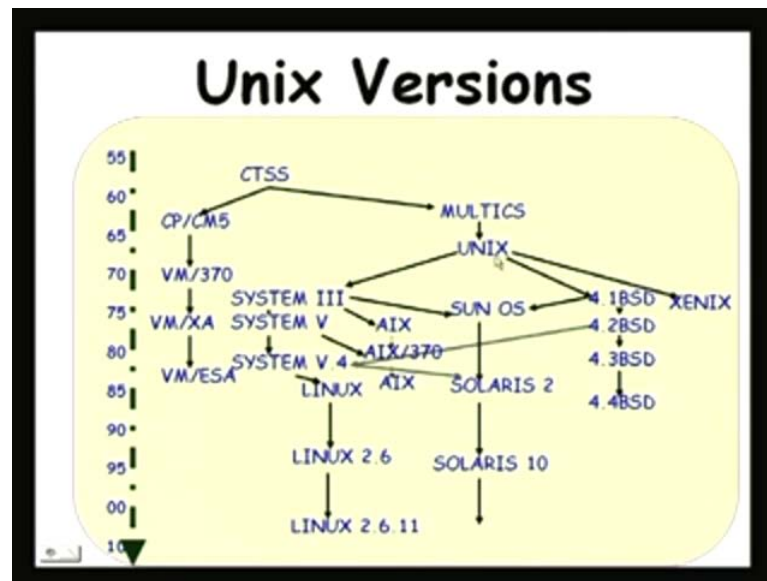 Unix Versions
55
CTSS
60
CP/CM5
MULTICS
65
UNIX
70
VM/370
SYSTEM III
4.1BSD
XENIX
75
SUN OS
VM/XA
SYSTEM V
AIX
4.2BSD
80
AIX/370
SYSTEM V.4
4.3BSD
VM/ESA
85
LINUX
AIX
SOLARIS 2
4.4BSD
90
LINUX 2.6
SOLARIS 10
95
00
LINUX 2.6.11
10